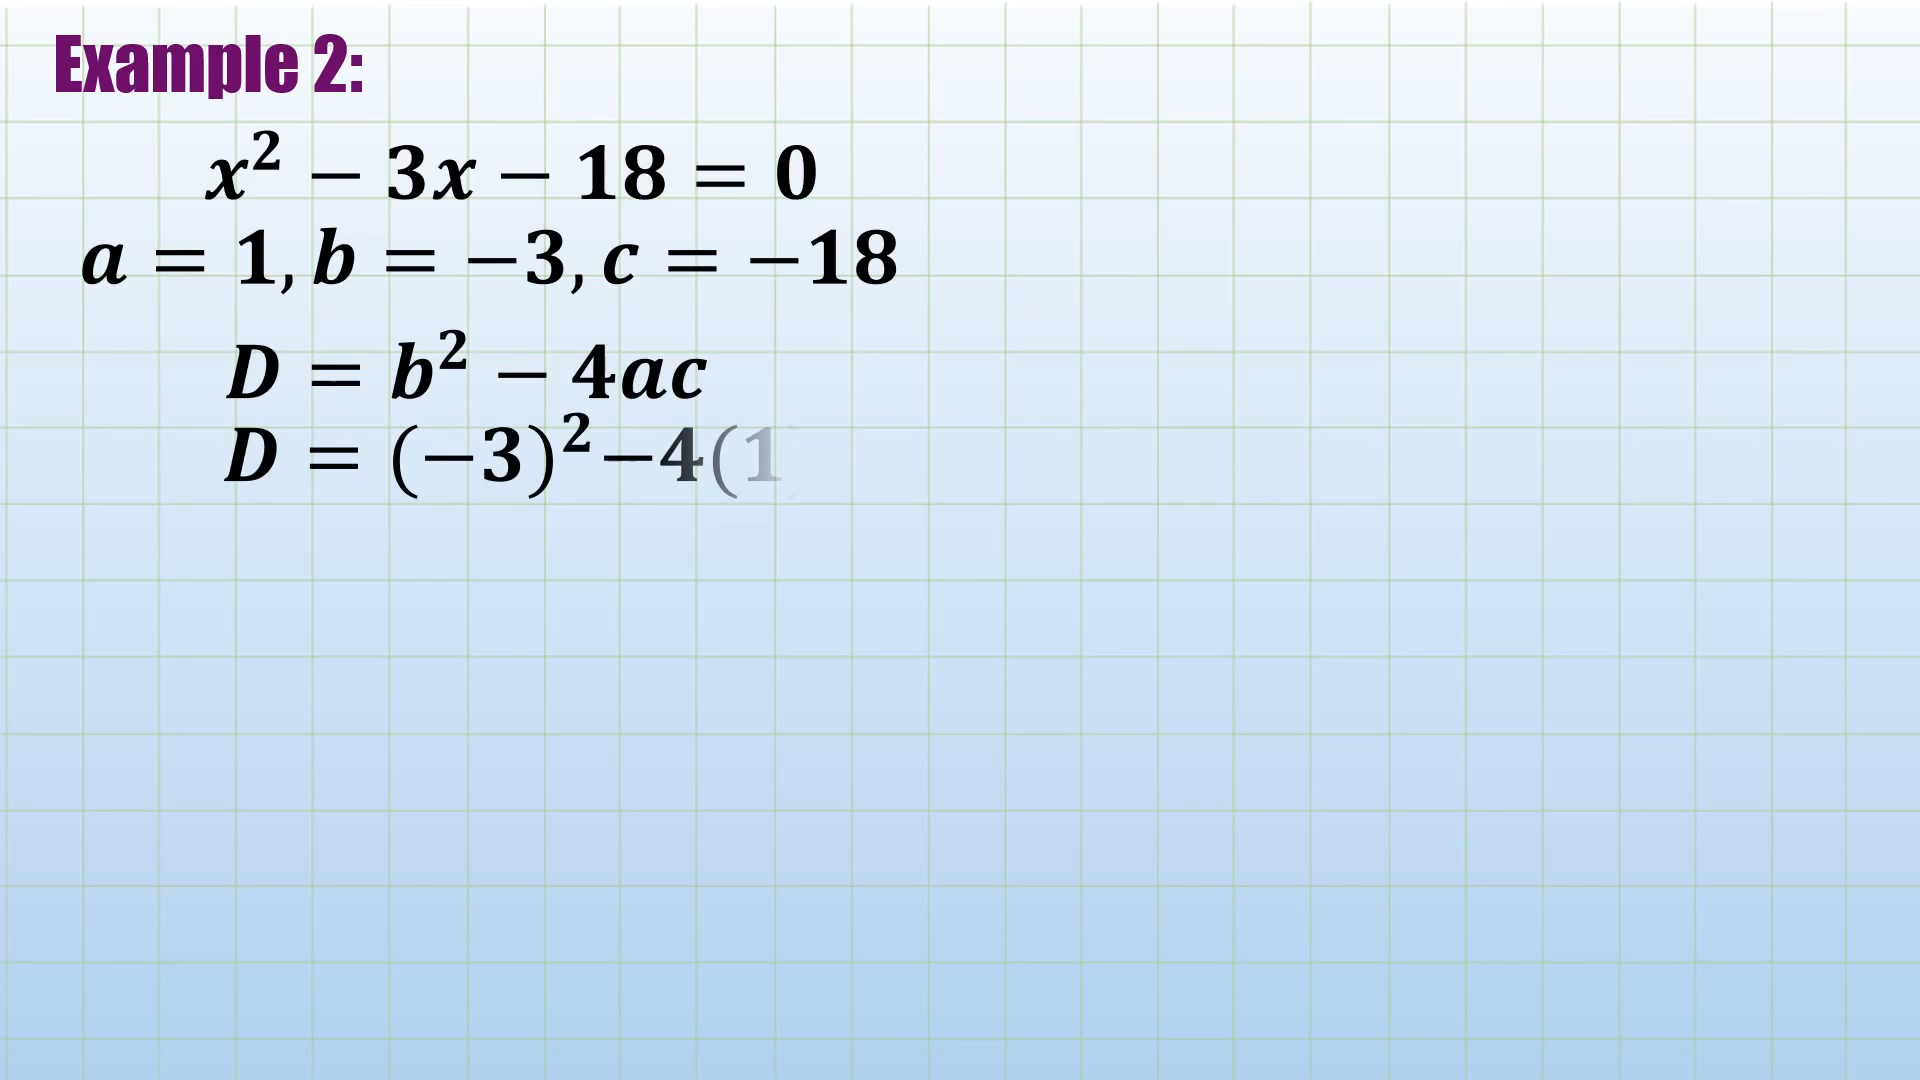 Example 2:
x² − 3x − 18 = 0
a = 1, b = −3, c = −18
D = b² − 4ac
D = (−3)²−4(1